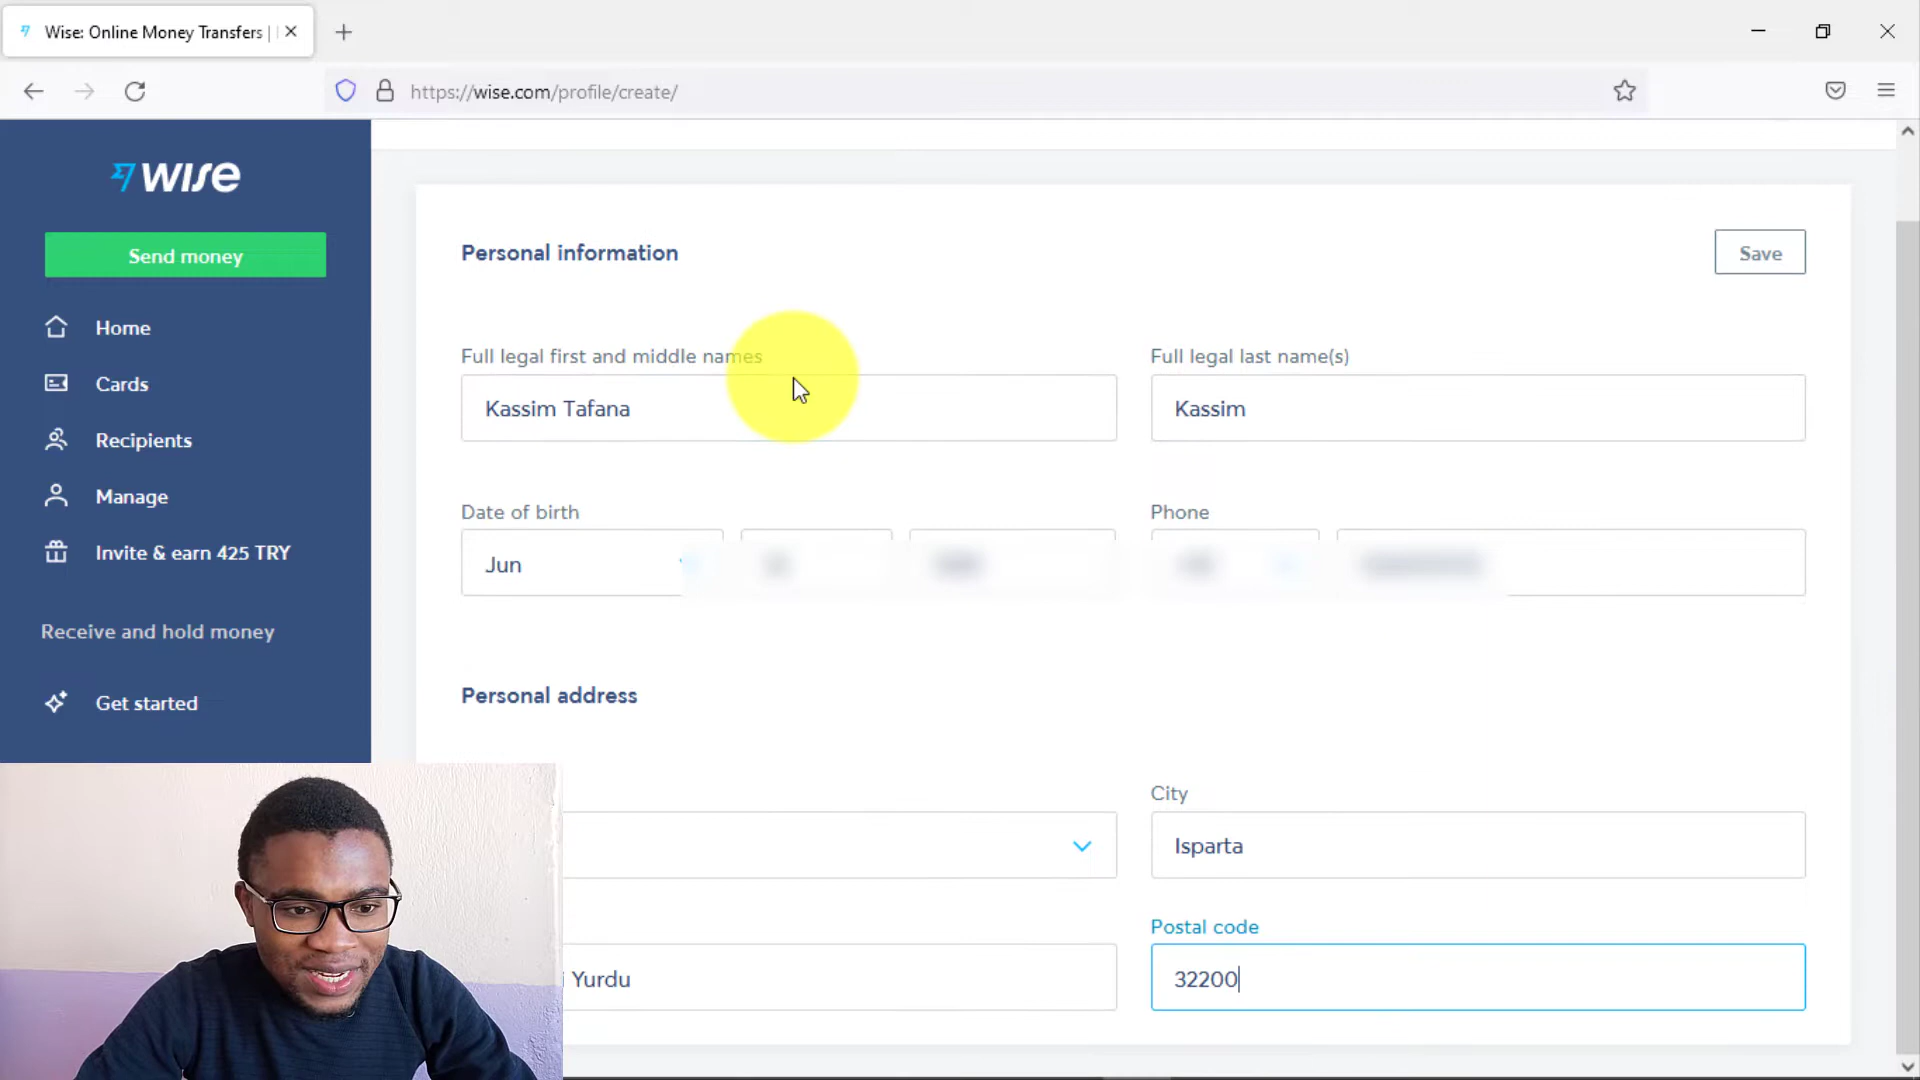 Wise: Online Money Transfers |
https://wise.com/profile/create/
WISE
Send money
Home
Cards
Recipients
Manage
Invite & earn 425 TRY
Receive and hold money
Get started
Personal information
Save
Full legal first and middle names
Full legal last name(s)
Kassim Tafana
Kassim
Date of birth
Phone
Jun
Personal address
City
Isparta
Postal code
Yurdu
32200